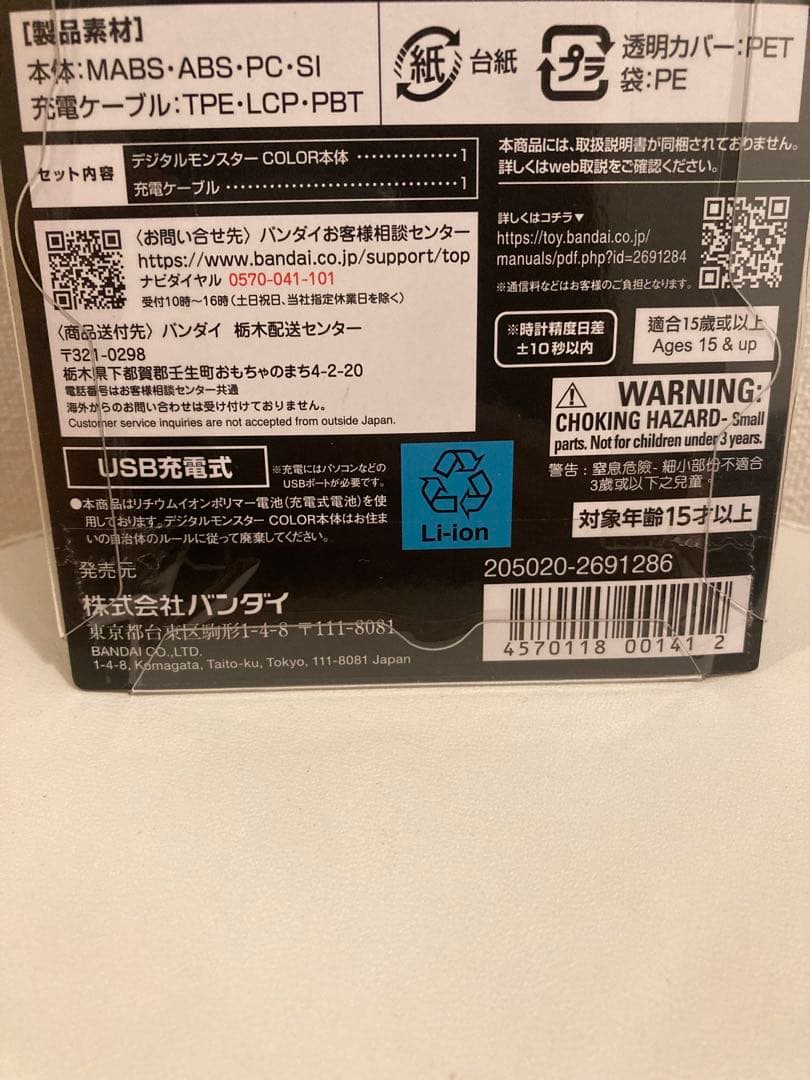 [製品素材]
本体:MABS・ABS・PC・SI
充電ケーブル:TPE・LCP・PBT
紙 台紙
プラ 透明カバー:PET
袋:PE
セット内容
デジタルモンスター COLOR本体 ・・・・・・・・・・・・・・1
充電ケーブル・・・・・・・・・・・・・・・・・・・・・・・・・・・・・・1
本商品には、取扱説明書が同梱されておりません。
詳しくはweb取説をご確認ください。
詳しくはコチラ▼
https://toy.bandai.co.jp/
manuals/pdf.php?id=2691284
※通信料などはお客様のご負担となります。
〈お問い合せ先〉バンダイお客様相談センター
https://www.bandai.co.jp/support/top
ナビダイヤル 0570-041-101
受付10時〜16時(土日祝日、当社指定休業日を除く)
〈商品送付先〉バンダイ 栃木配送センター
〒321-0298
栃木県下都賀郡壬生町おもちゃのまち4-2-20
電話番号はお客様相談センター共通
海外からのお問い合わせは受け付けておりません。
Customer service inquiries are not accepted from outside Japan.
※時計精度日差
±10秒以内
適合15歲或以上
Ages 15 & up
WARNING:
CHOKING HAZARD- Small
parts. Not for children under 3 years.
警告:窒息危險-細小部份不適合
3歲或以下之兒童。
対象年齢15才以上
USB充電式
※充電にはパソコンなどの
USBポートが必要です。
●本商品はリチウムイオンポリマー電池(充電式電池)を使
用しております。デジタルモンスター COLOR本体はお住ま
いの自治体のルールに従って廃棄してください。
Li-ion
発売元
株式会社バンダイ
東京都台東区駒形1-4-8 〒111-8081
BANDAI CO.,LTD.
1-4-8, Komagata, Taito-ku, Tokyo, 111-8081 Japan
205020-2691286
4570118 00141 2